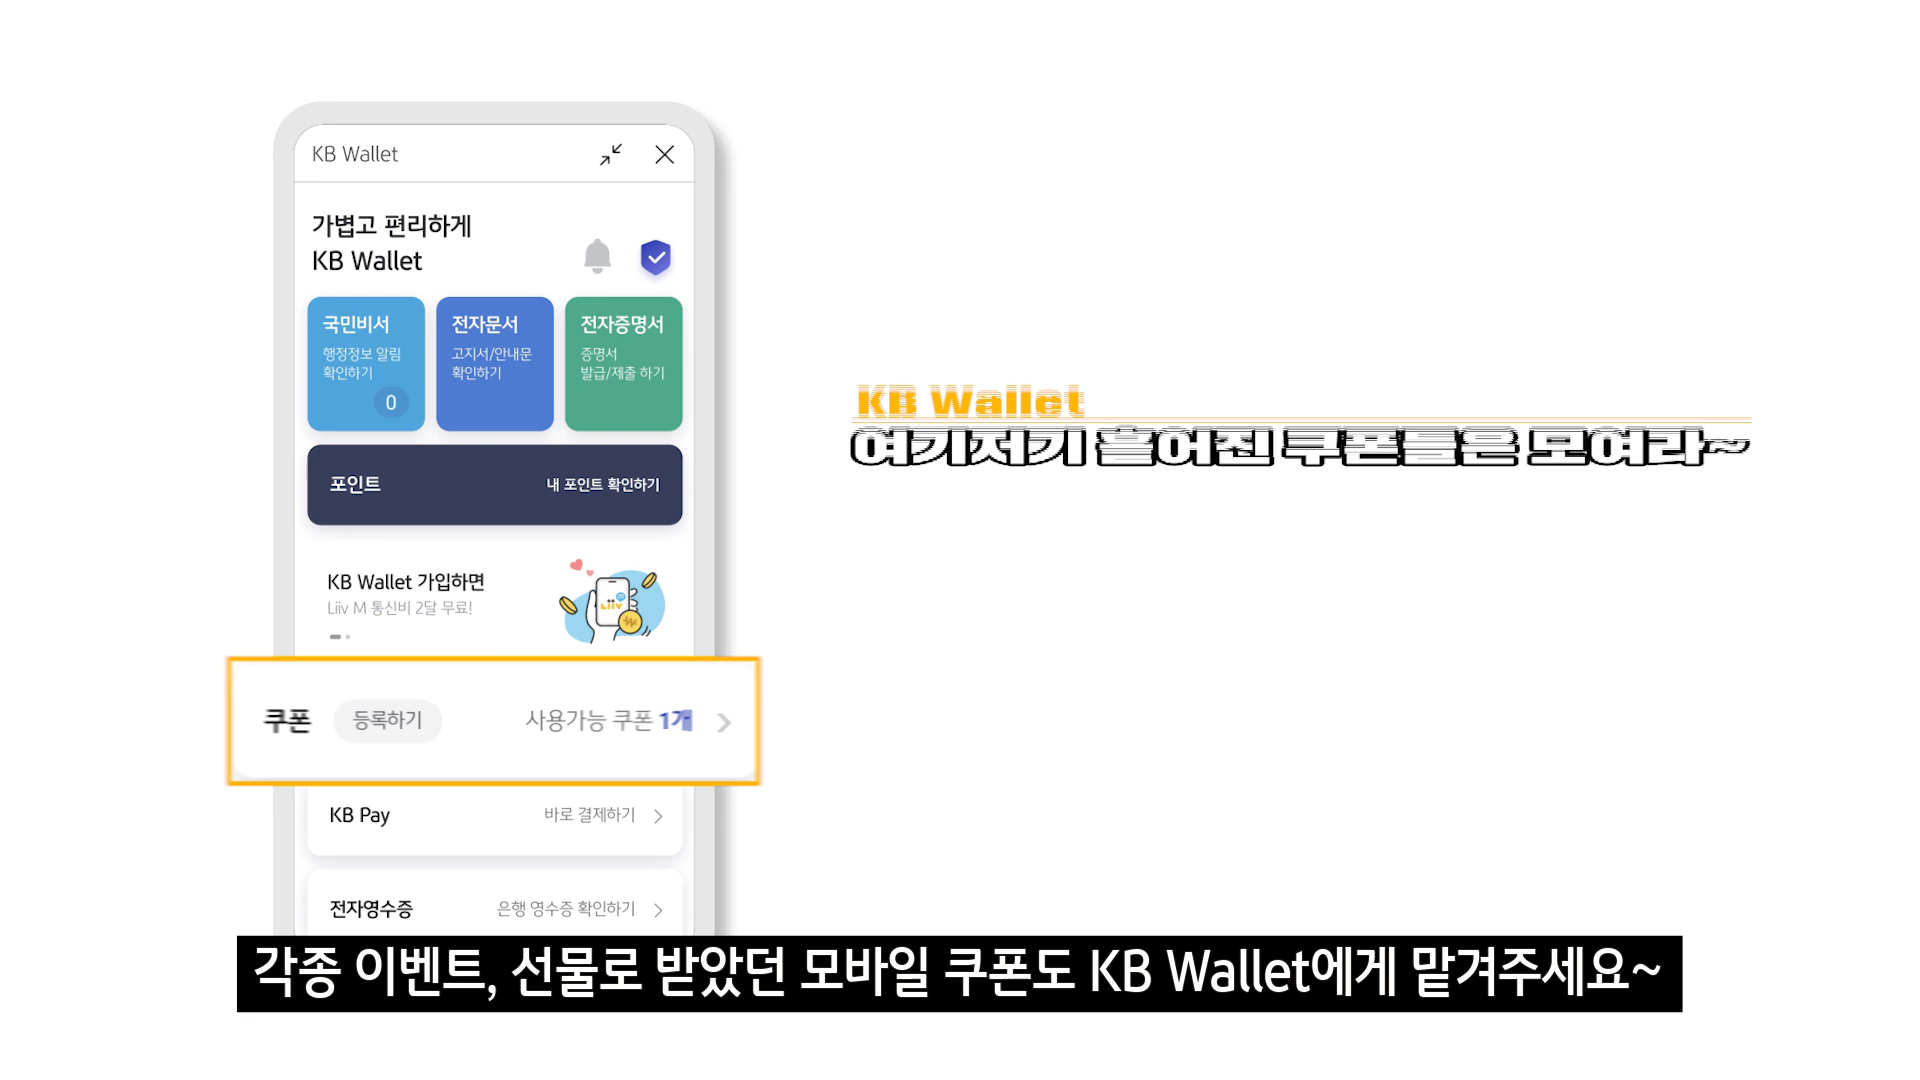 KB Wallet
가볍고 편리하게
KB Wallet
국민비서
행정정보 알림
확인하기
0
전자문서
고지서/안내문
확인하기
전자증명서
증명서
발급/제출 하기
포인트
내 포인트 확인하기
KB Wallet 가입하면
Liiv M 통신비 2달 무료!
Liiv M
쿠폰
등록하기
사용가능 쿠폰 1개
KB Pay
바로 결제하기
전자영수증
은행 영수증 확인하기
KB Wallet
여기저기 흩어진 쿠폰들은 모여라~
각종 이벤트, 선물로 받았던 모바일 쿠폰도 KB Wallet에게 맡겨주세요~